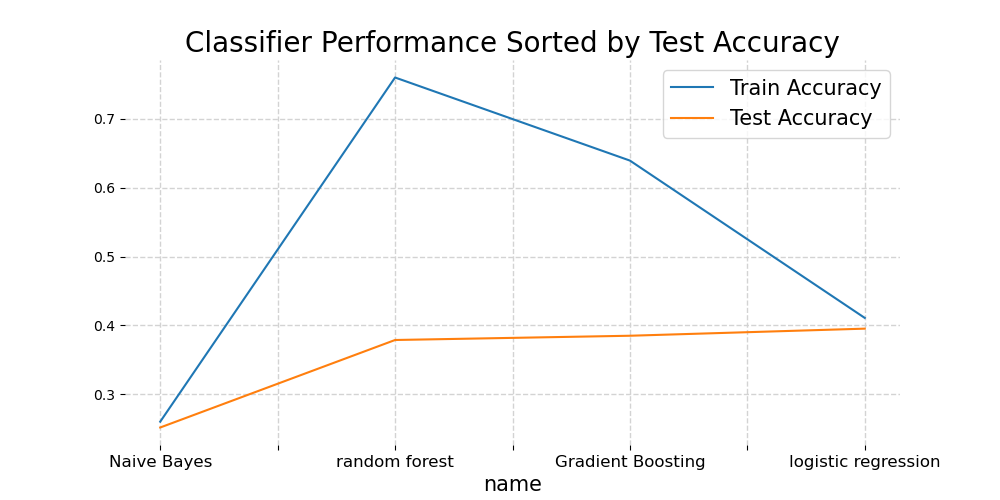 Classifier Performance Sorted by Test Accuracy
Train Accuracy
Test Accuracy
0.7
0.6
0.5
0.4
0.3
Naive Bayes random forest Gradient Boosting logistic regression
name